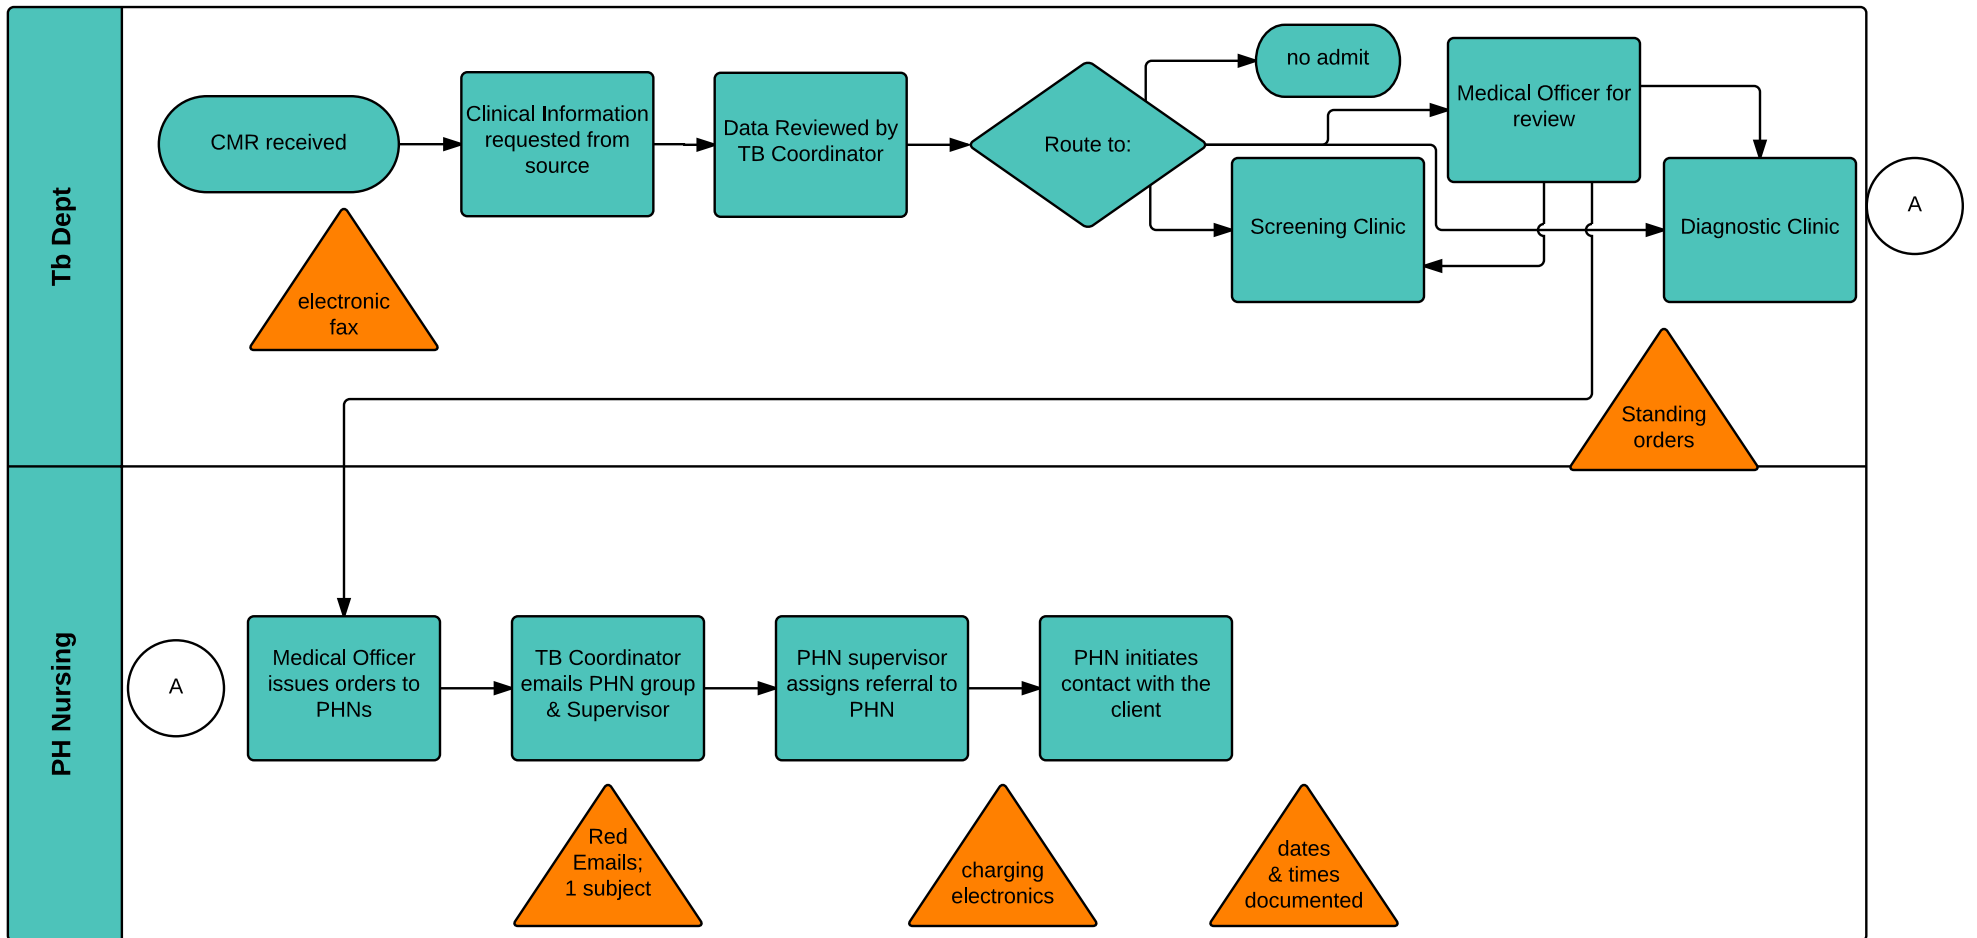 Tb Dept
CMR received
Clinical Information
requested from
source
Data Reviewed by
TB Coordinator
Route to:
no admit
Medical Officer for
review
Screening Clinic
Diagnostic Clinic
A
electronic
fax
Standing
orders
PH Nursing
A
Medical Officer
issues orders to
PHNs
TB Coordinator
emails PHN group
& Supervisor
PHN supervisor
assigns referral to
PHN
PHN initiates
contact with the
client
Red
Emails;
1 subject
charging
electronics
dates
& times
documented